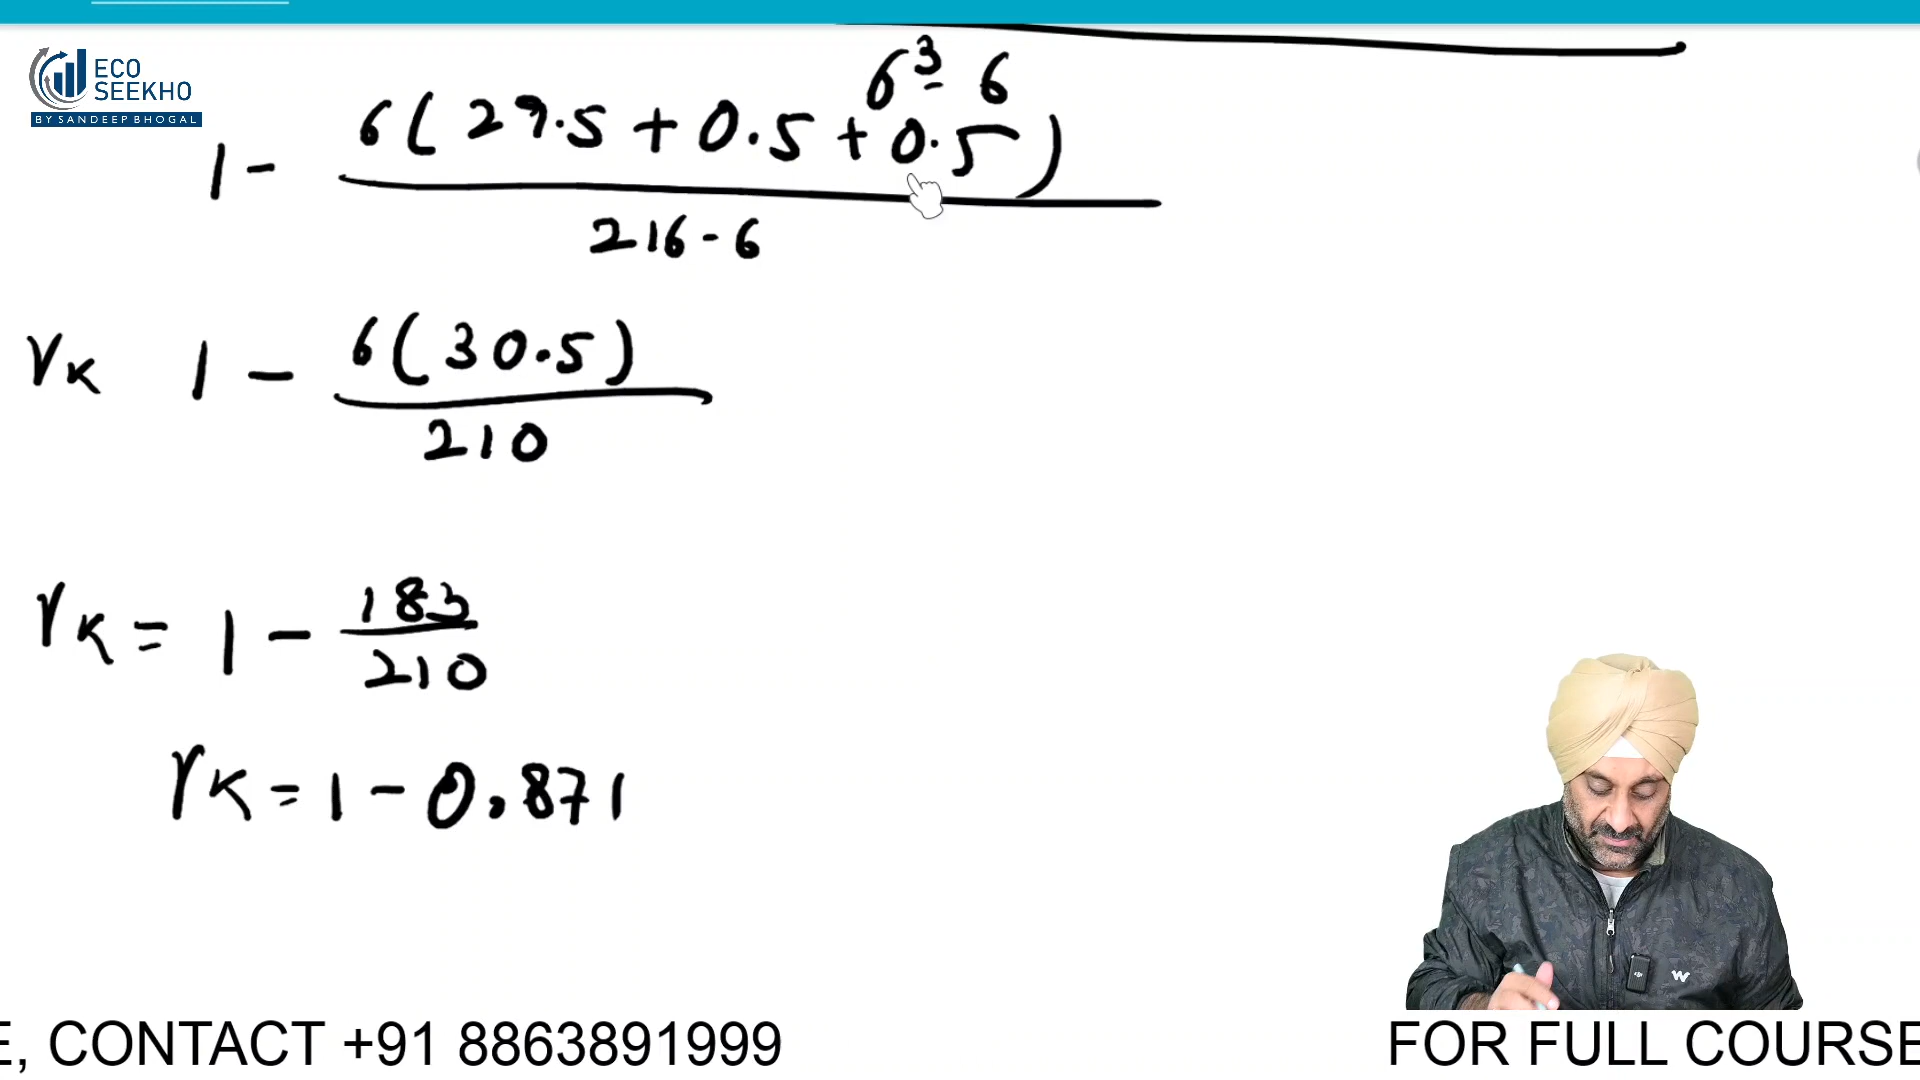 ECO
SEEKHO
BY SANDEEP BHOGAL
6³ - 6
1 - 6(29.5 + 0.5 + 0.5)
216 - 6
rk 1 - 6(30.5)
210
rk = 1 - 183
210
rk = 1 - 0.871
W
E, CONTACT +91 8863891999
FOR FULL COURSE